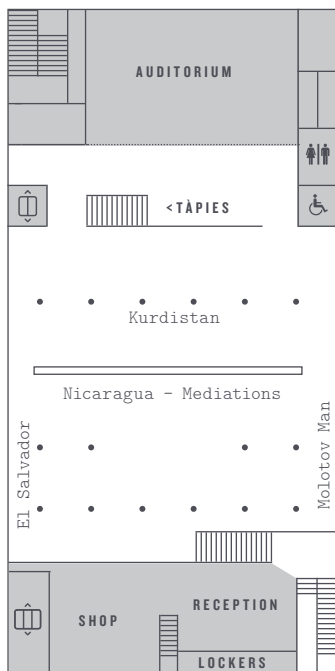 AUDITORIUM
<TÀPIES
Kurdistan
Nicaragua - Mediations
El Salvador
Molotov Man
RECEPTION
SHOP
LOCKERS